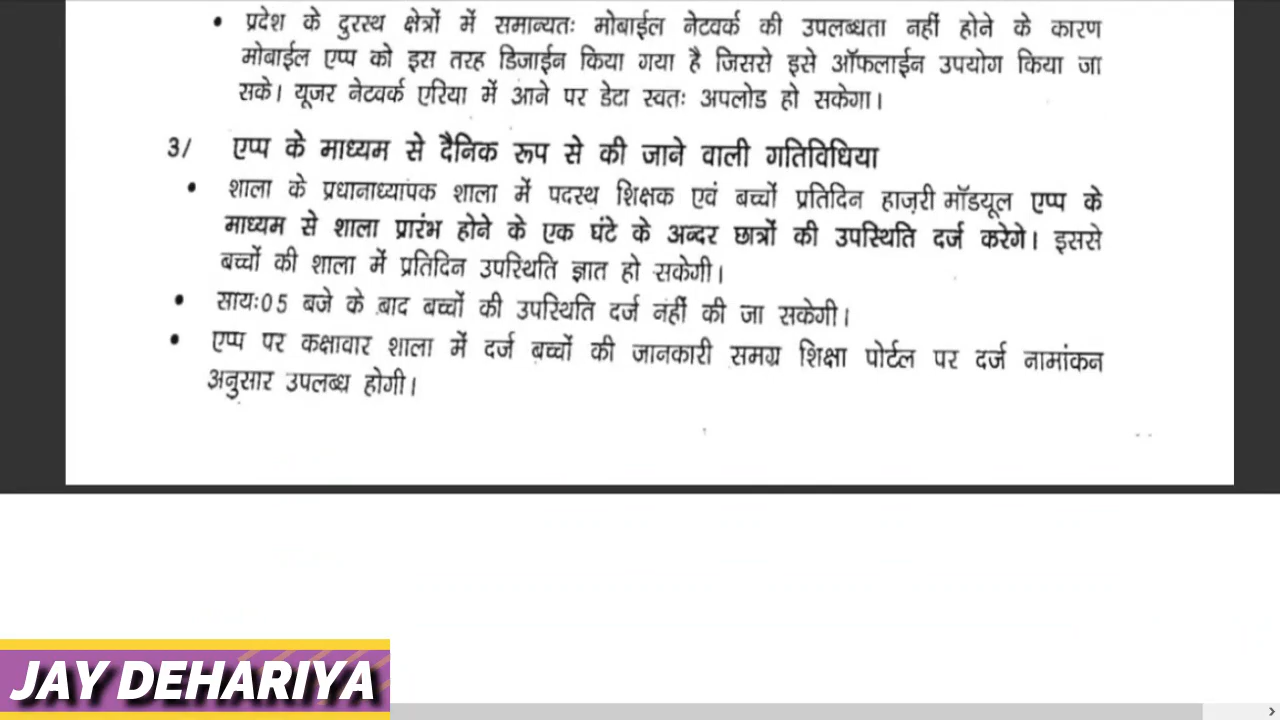 • प्रदेश के दुरस्थ क्षेत्रों में समान्यतः मोबाईल नेटवर्क की उपलब्धता नहीं होने के कारण
मोबाईल एप्प को इस तरह डिजाईन किया गया है जिससे इसे ऑफलाईन उपयोग किया जा
सके। यूजर नेटवर्क एरिया में आने पर डेटा स्वतः अपलोड हो सकेगा।
3/ एप्प के माध्यम से दैनिक रूप से की जाने वाली गतिविधिया
• शाला के प्रधानाध्यापक शाला में पदस्थ शिक्षक एवं बच्चों प्रतिदिन हाज़री मॉडयूल एप्प के
माध्यम से शाला प्रारंभ होने के एक घंटे के अन्दर छात्रों की उपस्थिति दर्ज करेगे। इससे
बच्चों की शाला में प्रतिदिन उपस्थिति ज्ञात हो सकेगी।
• सायः05 बजे के बाद बच्चों की उपस्थिति दर्ज नहीं की जा सकेगी।
• एप्प पर कक्षावार शाला में दर्ज बच्चों की जानकारी समग्र शिक्षा पोर्टल पर दर्ज नामांकन
अनुसार उपलब्ध होगी।
JAY DEHARIYA